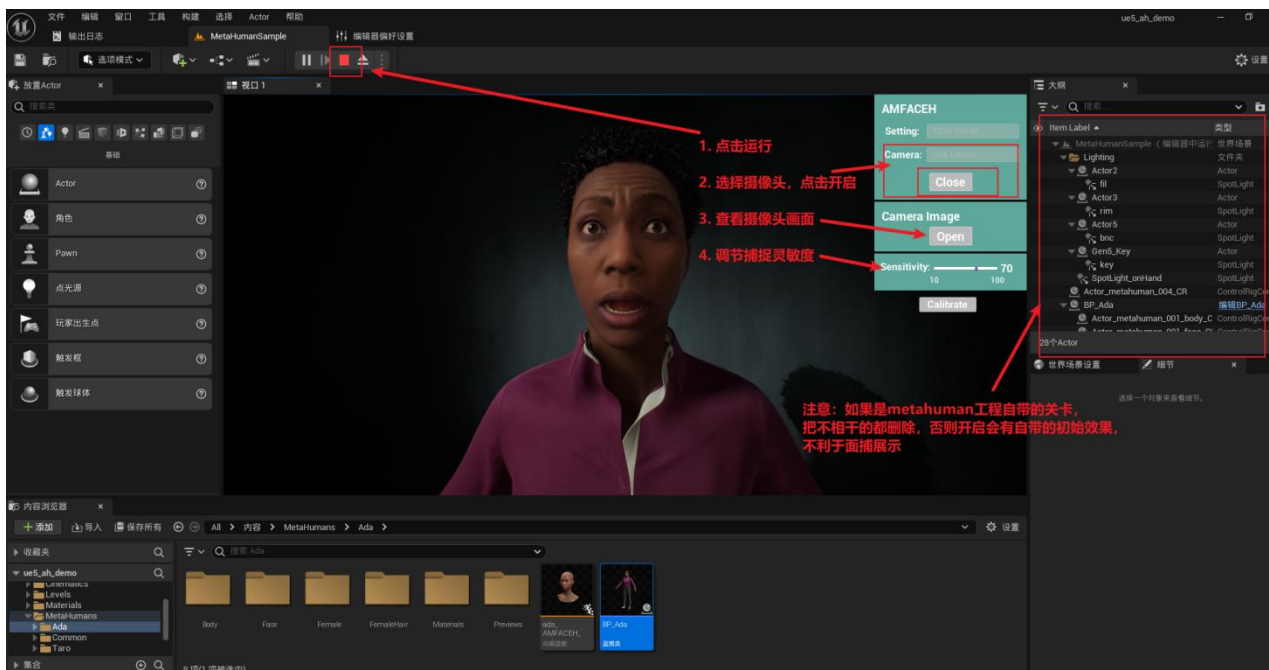 文件 编辑 窗口 工具 构建 选择 Actor 帮助
ue5_ah_demo
输出日志
MetaHumanSample
编辑器偏好设置
选项模式
设置
放置Actor
视口 1
大纲
搜索类
搜索...
基础
Item Label
类型
MetaHumanSample（编辑器中运行
世界场景
Lighting
文件夹
Actor2
Actor
fil
SpotLight
Actor3
Actor
rim
SpotLight
Actor5
Actor
bnc
SpotLight
Gen5_Key
Actor
key
SpotLight
SpotLight_onHand
SpotLight
Actor_metahuman_004_CR
ControlRigCo
BP_Ada
编辑BP_Ada
Actor_metahuman_001_body_C
ControlRigCo
28个Actor
世界场景设置
细节
选择一个对象来查看细节。
Actor
角色
Pawn
点光源
玩家出生点
触发框
触发球体
AMFACEH
Setting:
Camera:
Close
Camera Image
Open
Sensitivity:
70
10
100
Calibrate
1. 点击运行
2. 选择摄像头，点击开启
3. 查看摄像头画面
4. 调节捕捉灵敏度
注意：如果是metahuman工程自带的关卡，
把不相干的都删除，否则开启会有自带的初始效果，
不利于面捕展示
内容浏览器
添加
导入
保存所有
All
内容
MetaHumans
Ada
设置
收藏夹
搜索 Ada
ue5_ah_demo
Cinematics
Levels
Materials
MetaHumans
Ada
Common
Taro
集合
Body
Face
Female
FemaleHair
Materials
Previews
ada_
AMFACEH_
BP_Ada
蓝图类